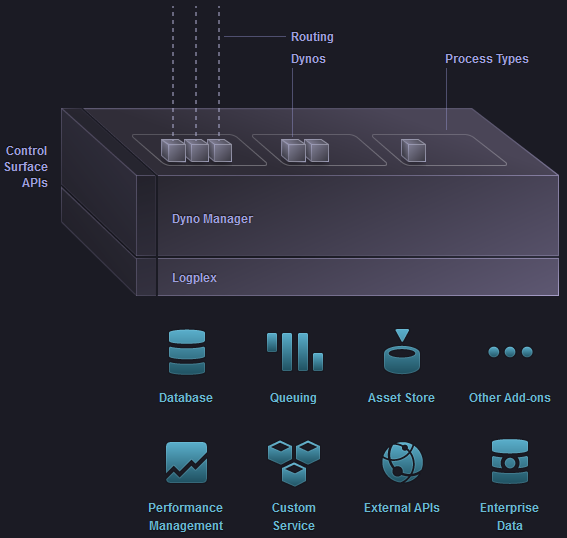 Routing
Dynos
Process Types
Control
Surface
APIs
Dyno Manager
Logplex
Database
Queuing
Asset Store
Other Add-ons
Performance
Management
Custom
Service
External APIs
Enterprise
Data